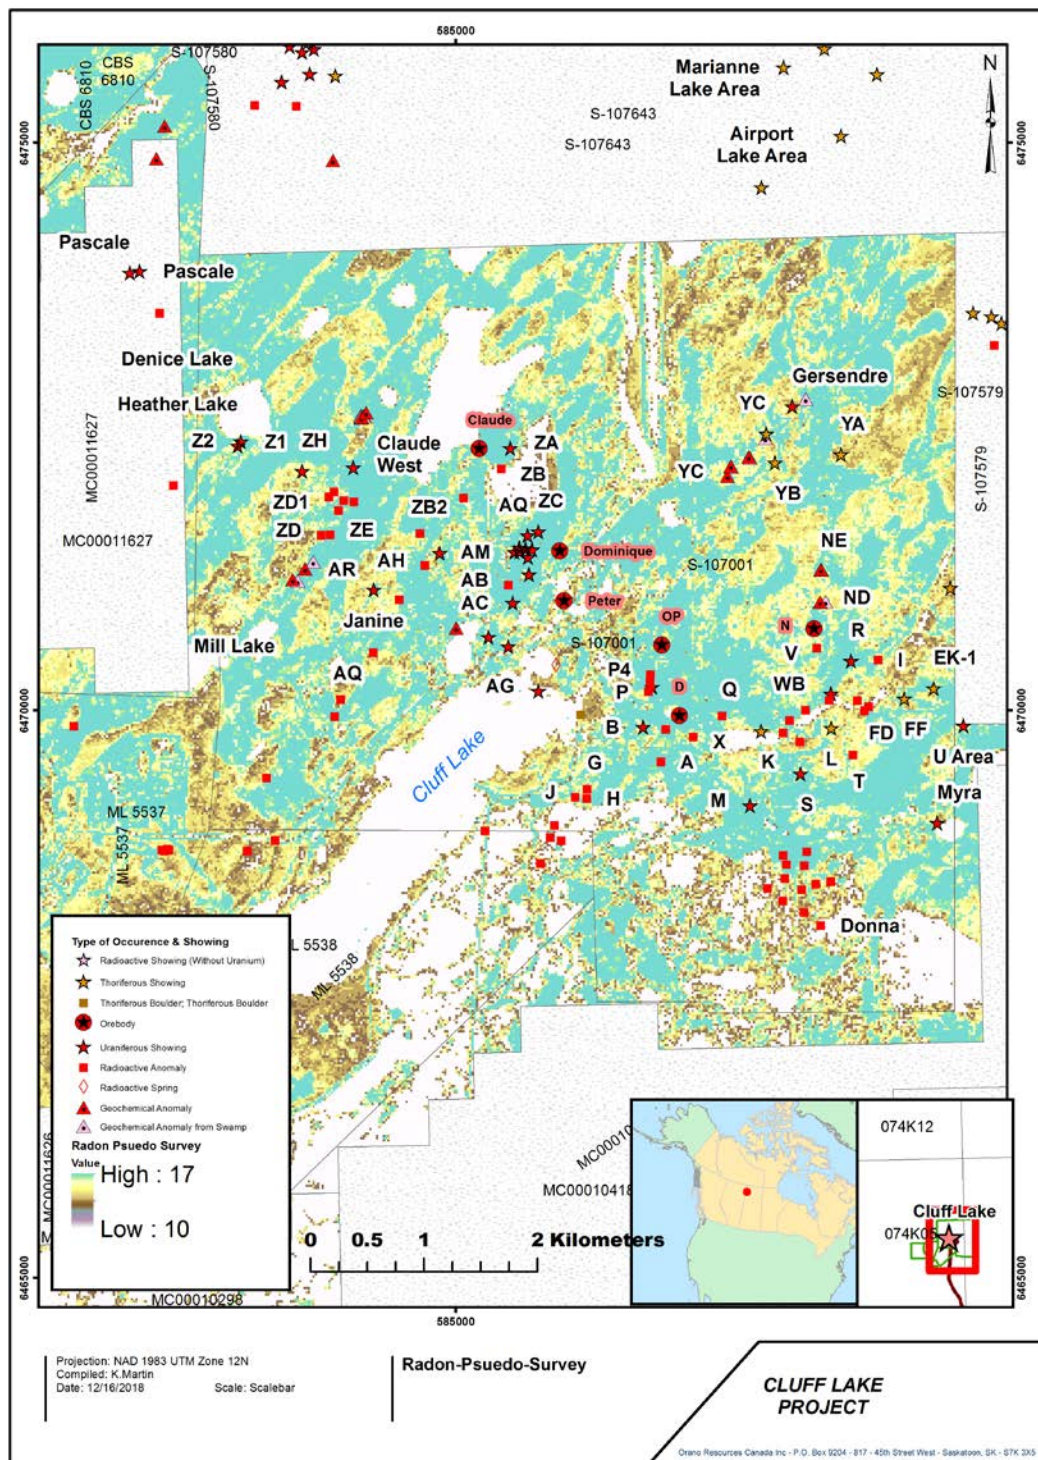 585000
CBS 6810
CBS
6810
S-107580
S-107580
Marianne
Lake Area
N
S-107643
S-107643
Airport
Lake Area
6475000
6475000
Pascale
Pascale
Denice Lake
Heather Lake
Gersendre
S-107579
S-107579
YC
YA
Claude
Z2
Z1
ZH
Claude
West
ZA
ZB
YC
YB
MC00011627
ZD1
ZB2
AQ
ZC
MC00011627
ZD
ZE
AM
Dominique
NE
S-107001
AR
AH
AB
AC
Peter
ND
Janine
OP
N
R
Mill Lake
S-107001
V
I
EK-1
P4
AQ
AG
P
D
Q
WB
6470000
6470000
B
X
FD
FF
Cluff Lake
G
A
K
L
U Area
T
J
H
M
S
Myra
ML 5537
ML 5537
Donna
L 5538
ML 5538
Type of Occurence & Showing
Radioactive Showing (Without Uranium)
Thoriferous Showing
Thoriferous Boulder; Thoriferous Boulder
Orebody
Uraniferous Showing
Radioactive Anomaly
Radioactive Spring
Geochemical Anomaly
Geochemical Anomaly from Swamp
Radon Psuedo Survey
Value
High : 17
Low : 10
MC00011626
MC00010
MC00010418
074K12
Cluff Lake
074K05
0 0.5 1 2 Kilometers
6465000
6465000
MC00010298
585000
Projection: NAD 1983 UTM Zone 12N
Compiled: K.Martin
Date: 12/16/2018 Scale: Scalebar
Radon-Psuedo-Survey
CLUFF LAKE
PROJECT
Orano Resources Canada Inc - P.O. Box 9204 - 817 - 45th Street West - Saskatoon, SK - S7K 3X5